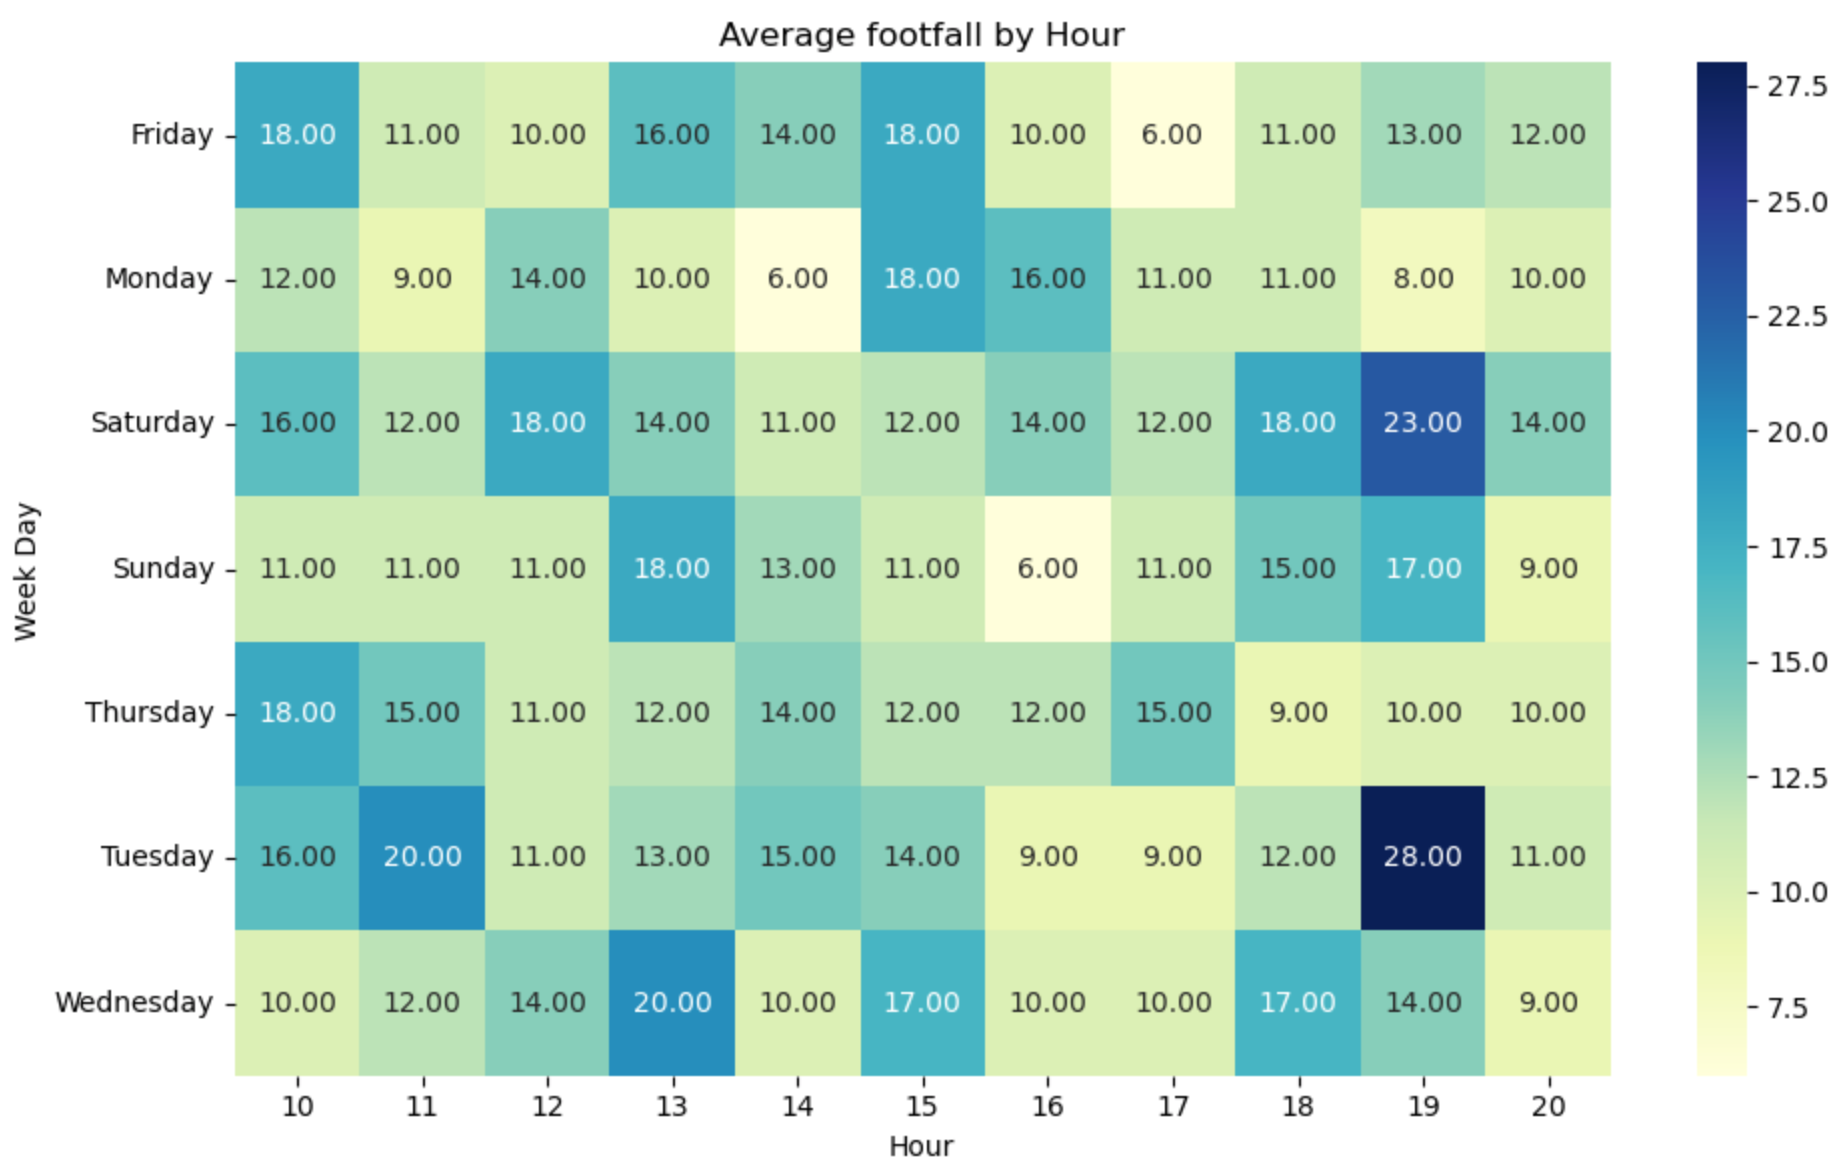 Average footfall by Hour
Friday 18.00 11.00 10.00 16.00 14.00 18.00 10.00 6.00 11.00 13.00 12.00
Monday 12.00 9.00 14.00 10.00 6.00 18.00 16.00 11.00 11.00 8.00 10.00
Saturday 16.00 12.00 18.00 14.00 11.00 12.00 14.00 12.00 18.00 23.00 14.00
Sunday 11.00 11.00 11.00 18.00 13.00 11.00 6.00 11.00 15.00 17.00 9.00
Thursday 18.00 15.00 11.00 12.00 14.00 12.00 12.00 15.00 9.00 10.00 10.00
Tuesday 16.00 20.00 11.00 13.00 15.00 14.00 9.00 9.00 12.00 28.00 11.00
Wednesday 10.00 12.00 14.00 20.00 10.00 17.00 10.00 10.00 17.00 14.00 9.00
10 11 12 13 14 15 16 17 18 19 20
Hour
Week Day
27.5
25.0
22.5
20.0
17.5
15.0
12.5
10.0
7.5